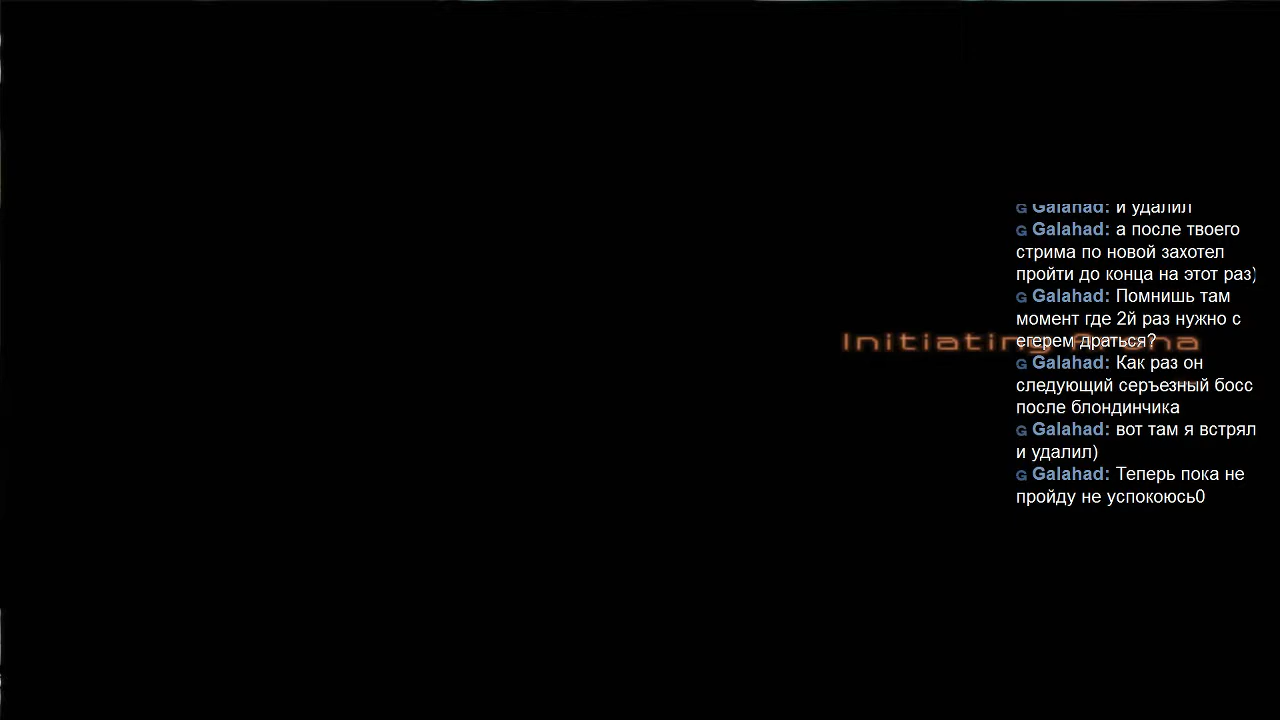 G Galahad: и удалил
G Galahad: а после твоего
стрима по новой захотел
пройти до конца на этот раз)
G Galahad: Помнишь там
момент где 2й раз нужно с
Initiating
егерем драться?
G Galahad: Как раз он
следующий серъезный босс
после блондинчика
G Galahad: вот там я встрял
и удалил)
G Galahad: Теперь пока не
пройду не успокоюсь0